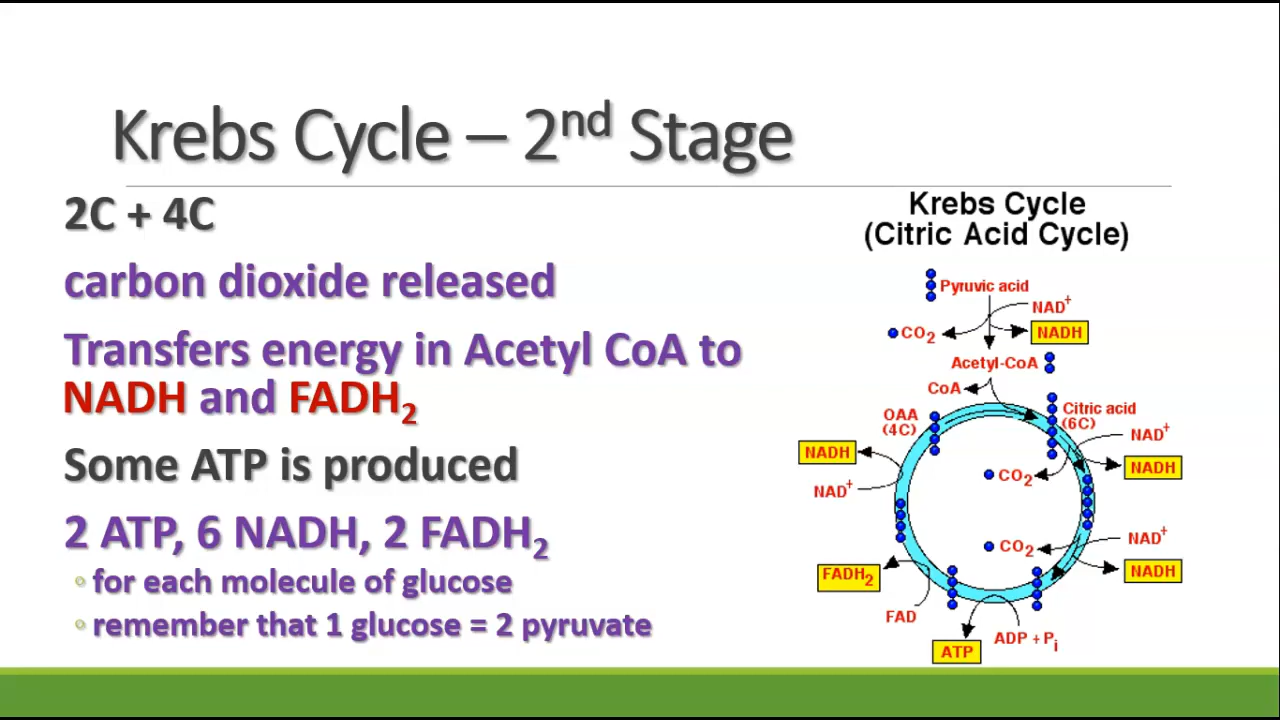 Krebs Cycle – 2nd Stage
2C + 4C
carbon dioxide released
Transfers energy in Acetyl CoA to
NADH and FADH2
Some ATP is produced
2 ATP, 6 NADH, 2 FADH2
for each molecule of glucose
remember that 1 glucose = 2 pyruvate
Krebs Cycle
(Citric Acid Cycle)
Pyruvic acid
NAD+
CO2
NADH
Acetyl-CoA
CoA
OAA
(4C)
Citric acid
(6C)
NAD+
NADH
CO2
NADH
NAD+
CO2
NAD+
NADH
FADH2
FAD
ADP + Pi
ATP